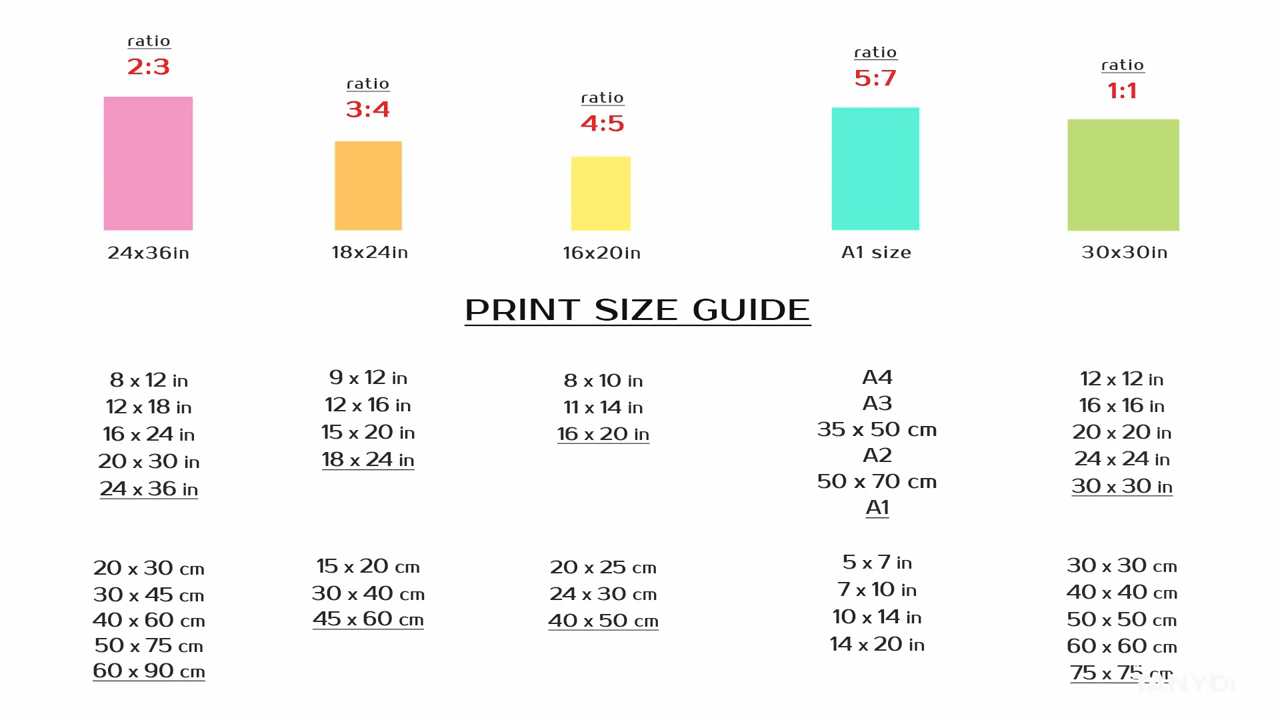 ratio
2:3
24x36in
ratio
3:4
18x24in
ratio
4:5
16x20in
ratio
5:7
A1 size
ratio
1:1
30x30in
PRINT SIZE GUIDE
8 x 12 in
12 x 18 in
16 x 24 in
20 x 30 in
24 x 36 in
20 x 30 cm
30 x 45 cm
40 x 60 cm
50 x 75 cm
60 x 90 cm
9 x 12 in
12 x 16 in
15 x 20 in
18 x 24 in
15 x 20 cm
30 x 40 cm
45 x 60 cm
8 x 10 in
11 x 14 in
16 x 20 in
20 x 25 cm
24 x 30 cm
40 x 50 cm
A4
A3
35 x 50 cm
A2
50 x 70 cm
A1
5 x 7 in
7 x 10 in
10 x 14 in
14 x 20 in
12 x 12 in
16 x 16 in
20 x 20 in
24 x 24 in
30 x 30 in
30 x 30 cm
40 x 40 cm
50 x 50 cm
60 x 60 cm
75 x 75 cm